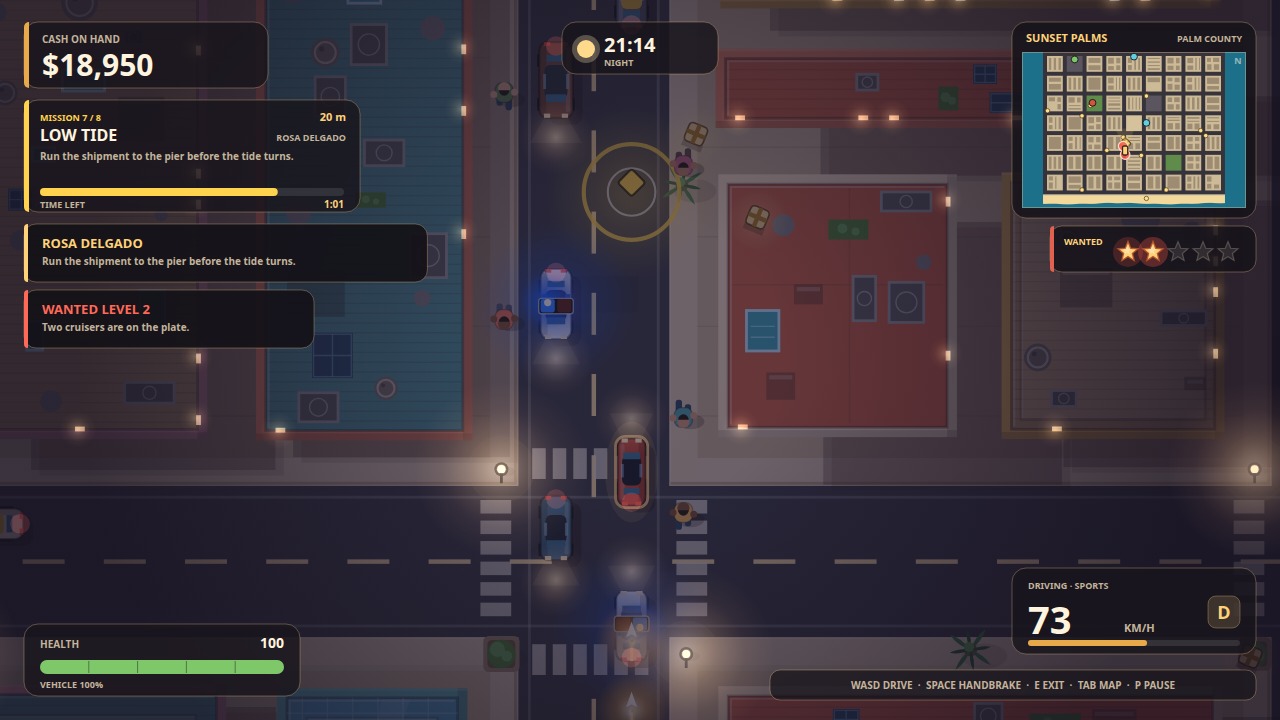 CASH ON HAND
$18,950
MISSION 7 / 8
20 m
LOW TIDE
ROSA DELGADO
Run the shipment to the pier before the tide turns.
TIME LEFT
1:01
ROSA DELGADO
Run the shipment to the pier before the tide turns.
WANTED LEVEL 2
Two cruisers are on the plate.
21:14
NIGHT
SUNSET PALMS
PALM COUNTY
N
WANTED
HEALTH
100
VEHICLE 100%
DRIVING · SPORTS
73
KM/H
D
WASD DRIVE · SPACE HANDBRAKE · E EXIT · TAB MAP · P PAUSE